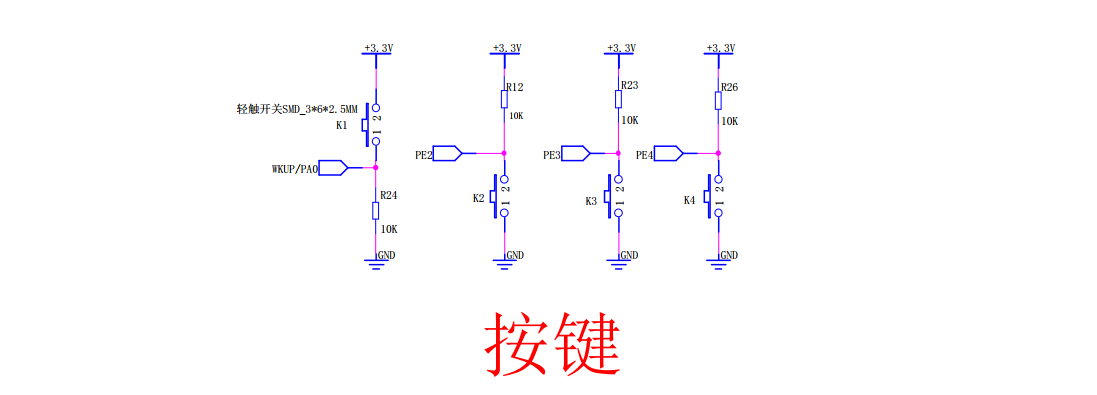 +3.3V
轻触开关SMD_3*6*2.5MM
K1
2
1
WKUP/PA0
R24
10K
GND
+3.3V
R12
10K
PE2
K2
2
1
GND
+3.3V
R23
10K
PE3
K3
2
1
GND
+3.3V
R26
10K
PE4
K4
2
1
GND
按键